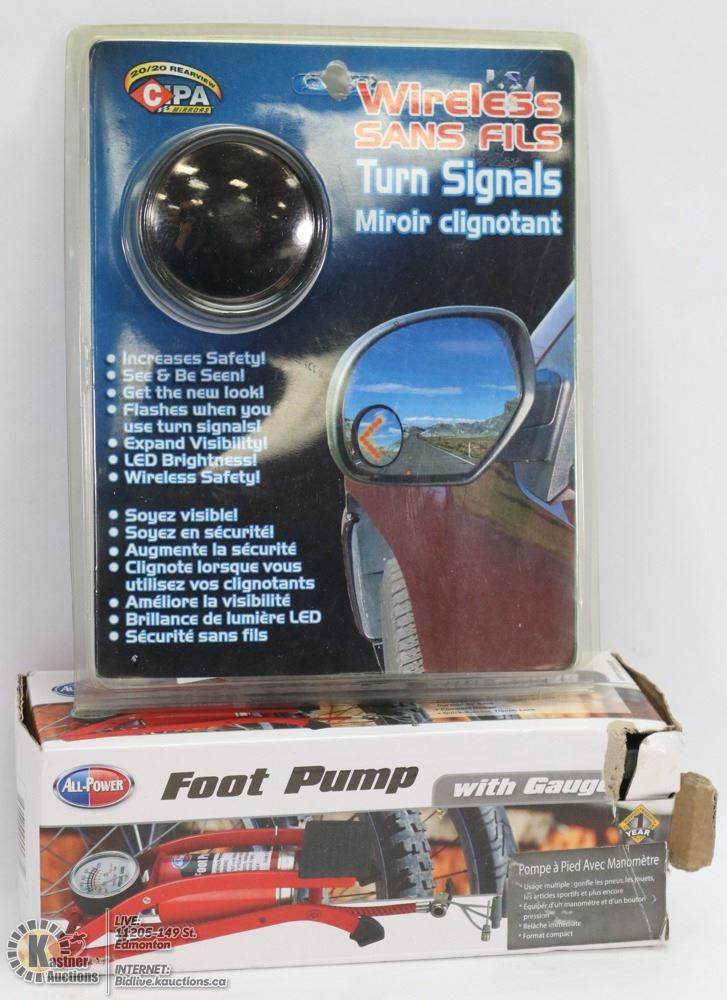 20/20 REARVIEW
CIPA
MIRRORS
Wireless
SANS FILS
Turn Signals
Miroir clignotant
• Increases Safety!
• See & Be Seen!
• Get the new look!
• Flashes when you
use turn signals!
• Expand Visibility!
• LED Brightness!
• Wireless Safety!
• Soyez visible!
• Soyez en sécurité!
• Augmente la sécurité
• Clignote lorsque vous
utilisez vos clignotants
• Améliore la visibilité
• Brillance de lumière LED
• Sécurité sans fils
ALL-POWER
Foot Pump
with Gauge
1
YEAR
Pompe à Pied Avec Manomètre
• Usage multiple : gonfle les pneus, les jouets,
les articles sportifs et plus encore
• Equiper d'un manomètre et d'un bouton
pression
• Relâche immédiate
• Format compact
LIVE:
11205-149 St.
Edmonton
INTERNET:
Bidlive.kauctions.ca
Kastner
Auctions